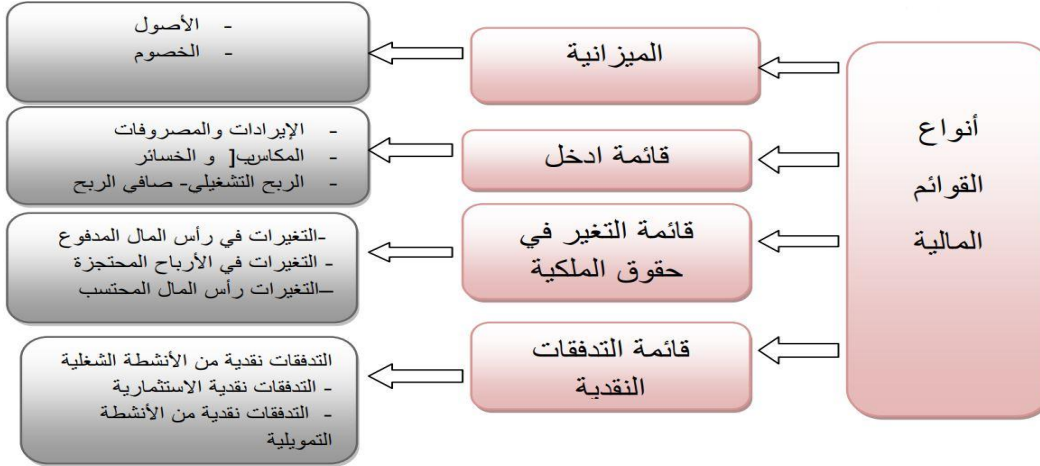 أنواع
القوائم
المالية
الميزانية
- الأصول
- الخصوم
قائمة ادخل
- الإيرادات والمصروفات
- المكاسب] و الخسائر
- الربح التشغيلي- صافي الربح
قائمة التغير في
حقوق الملكية
-التغيرات في رأس المال المدفوع
- التغيرات في الأرباح المحتجزة
–التغيرات رأس المال المحتسب
قائمة التدفقات
النقدية
التدفقات نقدية من الأنشطة الشغلية
- التدفقات نقدية الاستثمارية
- التدفقات نقدية من الأنشطة
التمويلية